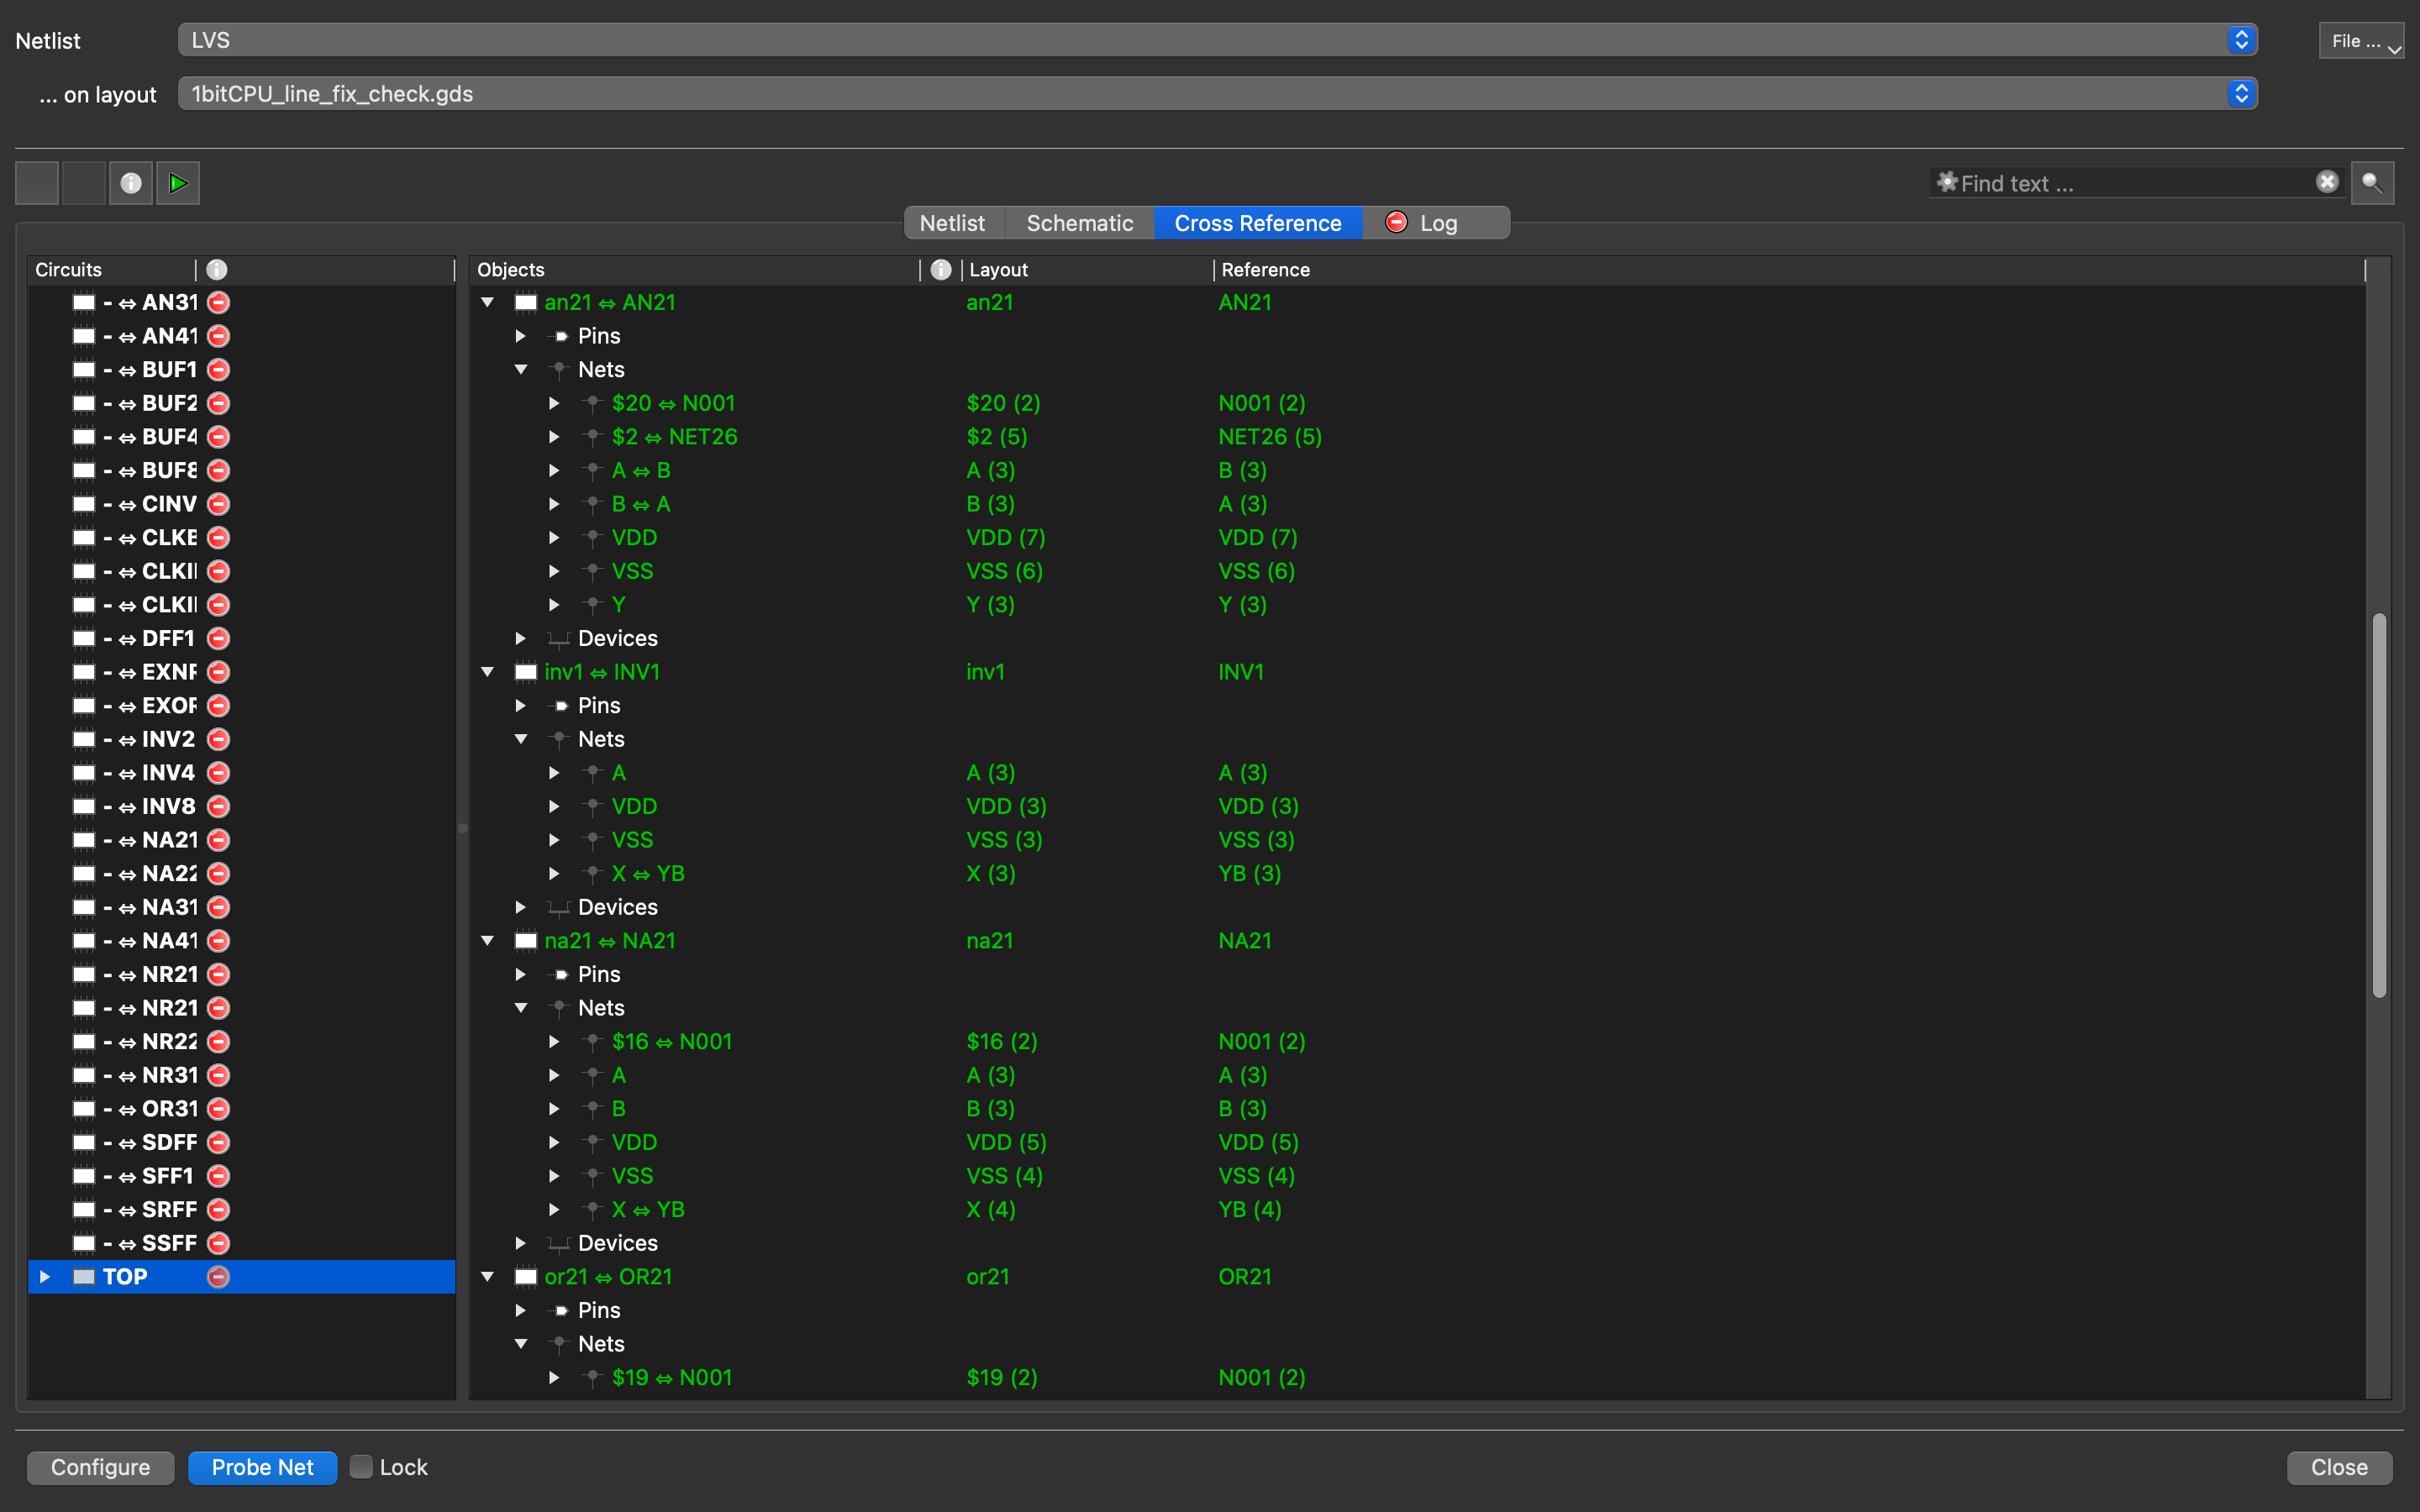 Netlist LVS File ...
... on layout 1bitCPU_line_fix_check.gds
Find text ...
Netlist Schematic Cross Reference Log
Circuits
- ⇔ AN31
- ⇔ AN41
- ⇔ BUF1
- ⇔ BUF2
- ⇔ BUF4
- ⇔ BUF8
- ⇔ CINV
- ⇔ CLKB
- ⇔ CLKI
- ⇔ CLKI
- ⇔ DFF1
- ⇔ EXNR
- ⇔ EXOR
- ⇔ INV2
- ⇔ INV4
- ⇔ INV8
- ⇔ NA21
- ⇔ NA22
- ⇔ NA31
- ⇔ NA41
- ⇔ NR21
- ⇔ NR21
- ⇔ NR22
- ⇔ NR31
- ⇔ OR31
- ⇔ SDFF
- ⇔ SFF1
- ⇔ SRFF
- ⇔ SSFF
TOP
Objects Layout Reference
an21 ⇔ AN21 an21 AN21
Pins
Nets
$20 ⇔ N001 $20 (2) N001 (2)
$2 ⇔ NET26 $2 (5) NET26 (5)
A ⇔ B A (3) B (3)
B ⇔ A B (3) A (3)
VDD VDD (7) VDD (7)
VSS VSS (6) VSS (6)
Y Y (3) Y (3)
Devices
inv1 ⇔ INV1 inv1 INV1
Pins
Nets
A A (3) A (3)
VDD VDD (3) VDD (3)
VSS VSS (3) VSS (3)
X ⇔ YB X (3) YB (3)
Devices
na21 ⇔ NA21 na21 NA21
Pins
Nets
$16 ⇔ N001 $16 (2) N001 (2)
A A (3) A (3)
B B (3) B (3)
VDD VDD (5) VDD (5)
VSS VSS (4) VSS (4)
X ⇔ YB X (4) YB (4)
Devices
or21 ⇔ OR21 or21 OR21
Pins
Nets
$19 ⇔ N001 $19 (2) N001 (2)
Configure Probe Net Lock Close